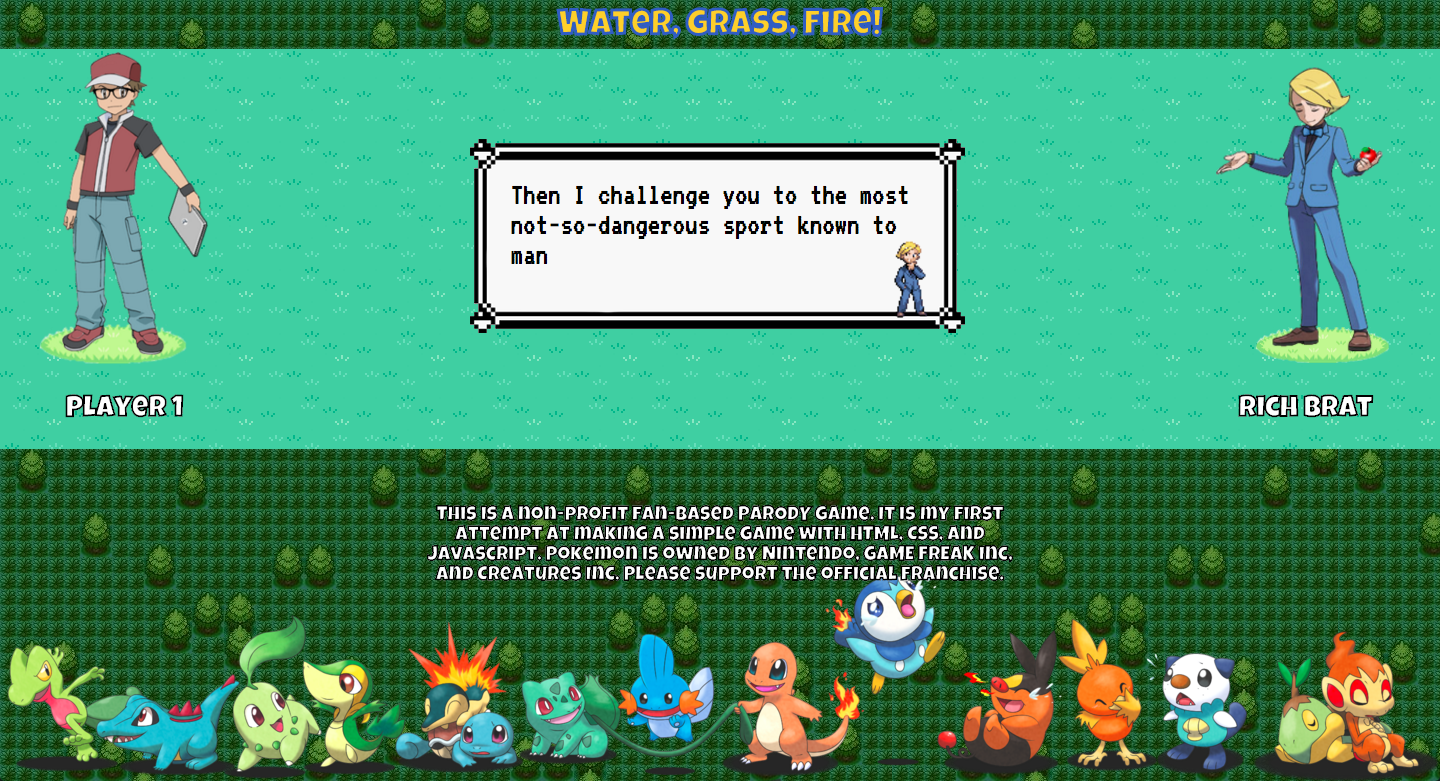 Water, Grass, Fire!
Then I challenge you to the most
not-so-dangerous sport known to
man
Player 1
Rich Brat
This is a non-profit fan-based parody game. It is my first
attempt at making a simple game with HTML, CSS, and
JavaScript. Pokemon is owned by Nintendo, Game Freak Inc,
and Creatures Inc. Please support the official franchise.